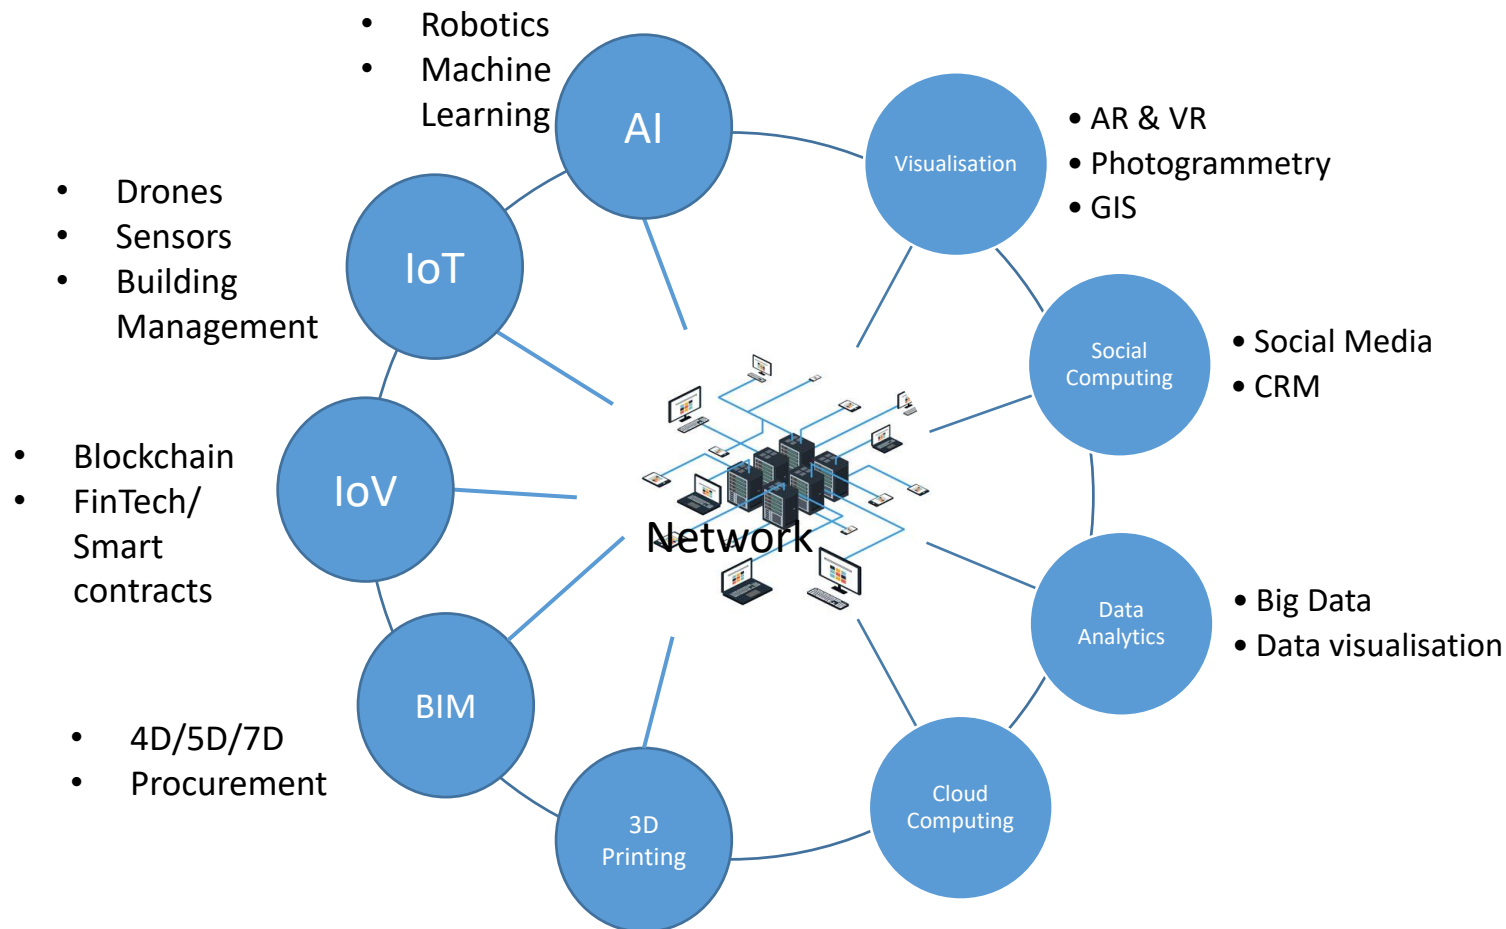 • Robotics
• Machine
Learning
AI
Visualisation
• AR & VR
• Photogrammetry
• GIS
• Drones
• Sensors
• Building
Management
IoT
Social
Computing
• Social Media
• CRM
• Blockchain
• FinTech/
Smart
contracts
IoV
Network
Data
Analytics
• Big Data
• Data visualisation
BIM
• 4D/5D/7D
• Procurement
3D
Printing
Cloud
Computing